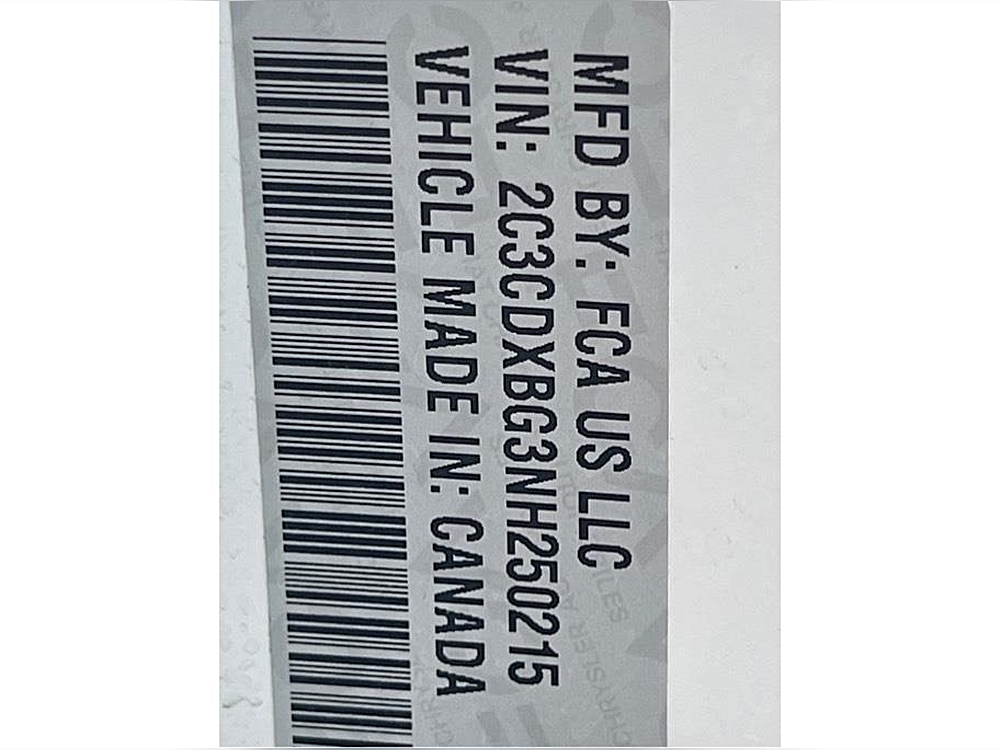 MFD BY: FCA US LLC
VIN: 2C3CDXBG3NH250215
VEHICLE MADE IN: CANADA